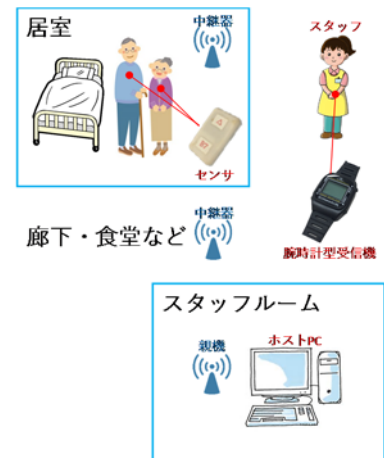 居室
中継器
スタッフ
センサ
中継器
廊下・食堂など
腕時計型受信機
スタッフルーム
親機
ホストPC